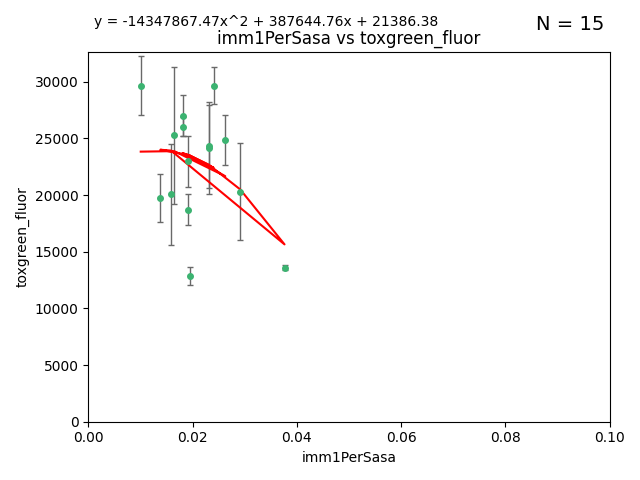 y = -14347867.47x^2 + 387644.76x + 21386.38
N = 15
imm1PerSasa vs toxgreen_fluor
30000
25000
20000
15000
10000
5000
0
toxgreen_fluor
0.00 0.02 0.04 0.06 0.08 0.10
imm1PerSasa